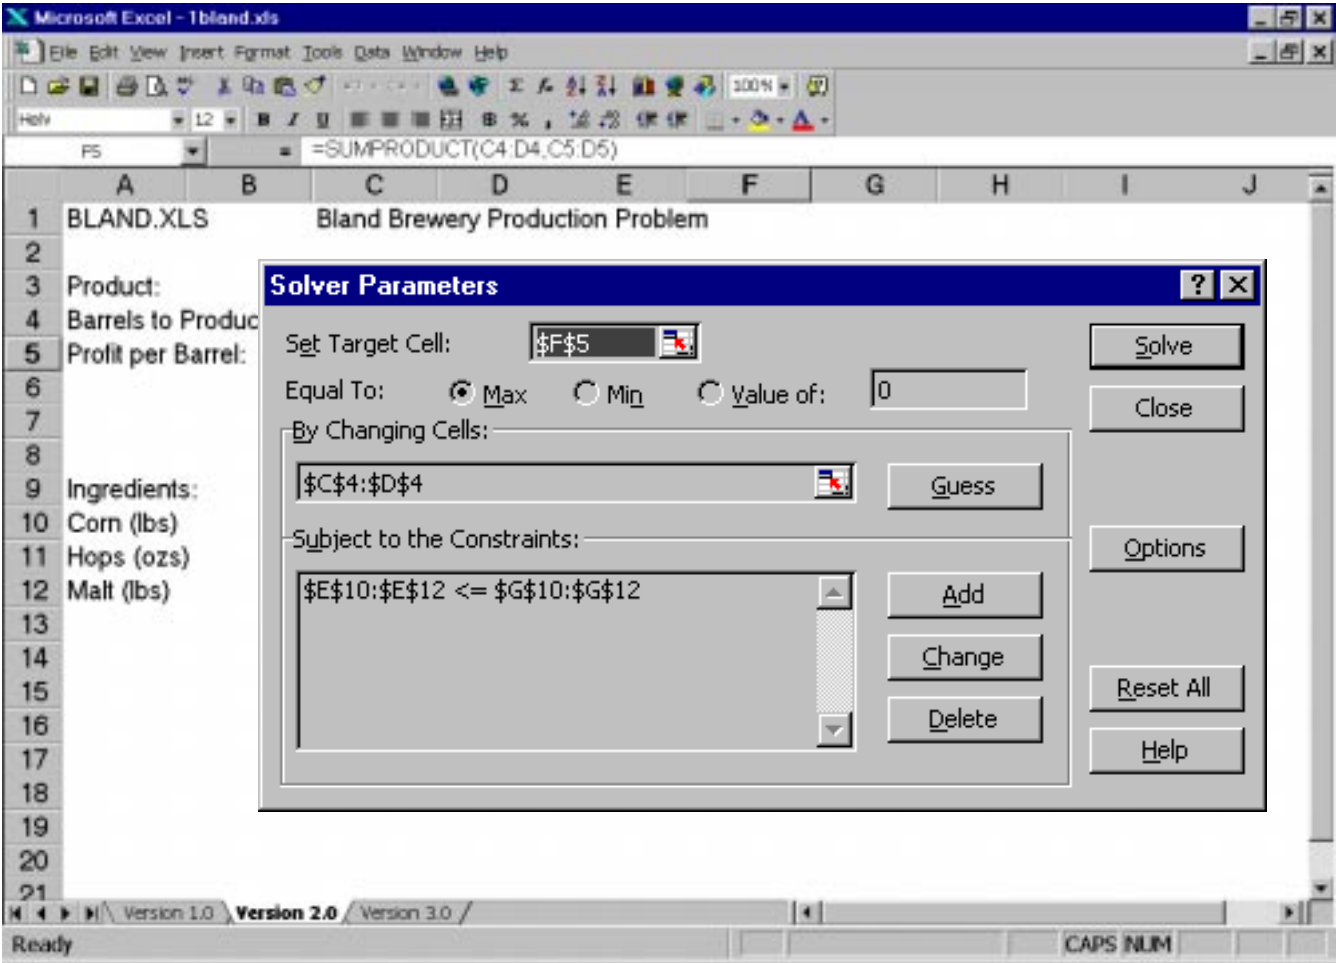 Microsoft Excel - 1bland.xls
File Edit View Insert Format Tools Data Window Help
100%
Helv 12 B I U
F5 = =SUMPRODUCT(C4:D4,C5:D5)
A B C D E F G H I J
1 BLAND.XLS Bland Brewery Production Problem
2
3 Product:
4 Barrels to Produc
5 Profit per Barrel:
6
7
8
9 Ingredients:
10 Corn (lbs)
11 Hops (ozs)
12 Malt (lbs)
13
14
15
16
17
18
19
20
21
Solver Parameters
Set Target Cell: $F$5 Solve
Equal To: Max Min Value of: 0 Close
By Changing Cells:
$C$4:$D$4 Guess
Subject to the Constraints: Options
$E$10:$E$12 <= $G$10:$G$12 Add
Change
Reset All
Delete
Help
Version 1.0 Version 2.0 Version 3.0
Ready CAPS NUM